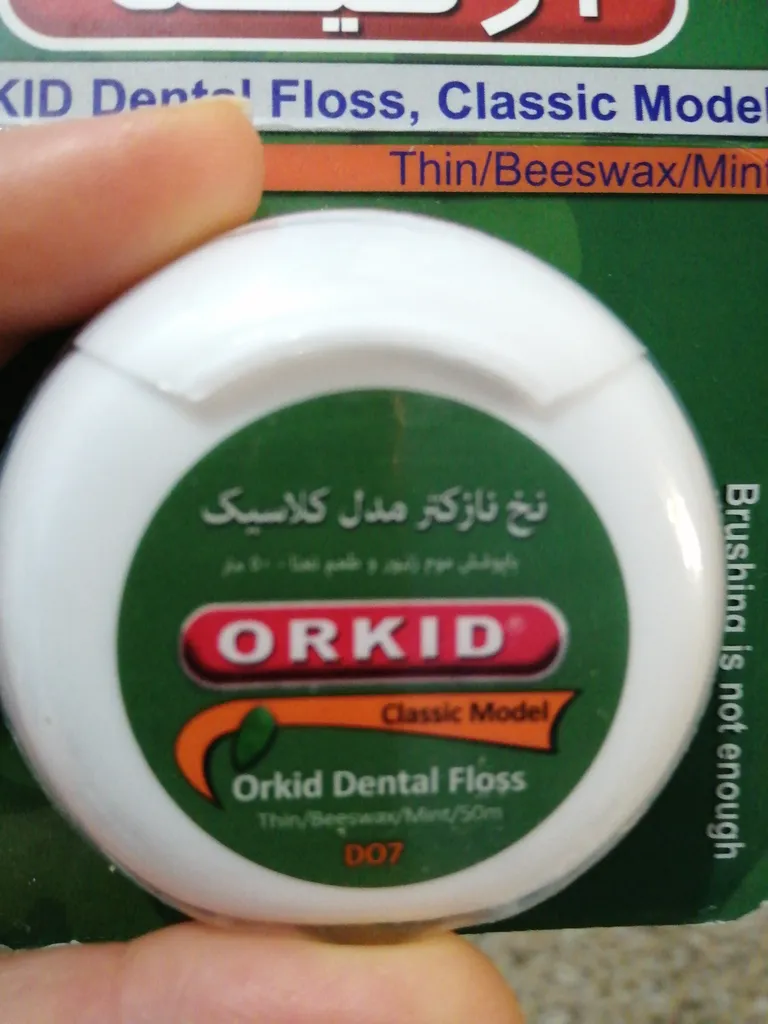 KID Dental Floss, Classic Model
Thin/Beeswax/Mint
نخ نازکتر مدل کلاسیک
باپوشش موم زنبور و طعم نعنا - ۵۰ متر
ORKID
Classic Model
Orkid Dental Floss
Thin/Beeswax/Mint/50m
DO7
Brushing is not enough